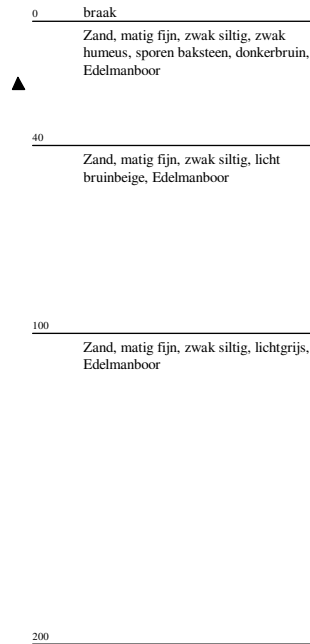 0 braak
Zand, matig fijn, zwak siltig, zwak
humeus, sporen baksteen, donkerbruin,
Edelmanboor
40
Zand, matig fijn, zwak siltig, licht
bruinbeige, Edelmanboor
100
Zand, matig fijn, zwak siltig, lichtgrijs,
Edelmanboor
200